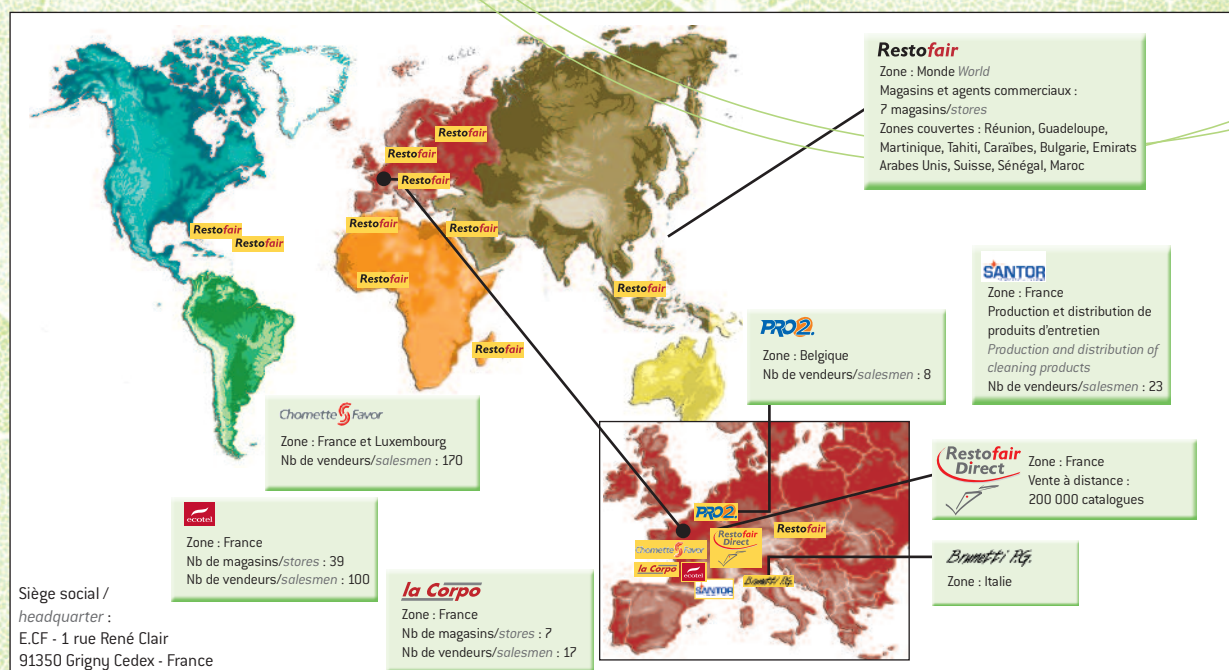 Restofair
Zone : Monde World
Magasins et agents commerciaux :
7 magasins/stores
Zones couvertes : Réunion, Guadeloupe,
Martinique, Tahiti, Caraïbes, Bulgarie, Emirats
Arabes Unis, Suisse, Sénégal, Maroc
Restofair
Restofair
Restofair
Restofair
Restofair
Restofair
Restofair
Restofair
Restofair
Restofair
SANTOR
Zone : France
Production et distribution de
produits d'entretien
Production and distribution of
cleaning products
Nb de vendeurs/salesmen : 23
PRO2.
Zone : Belgique
Nb de vendeurs/salesmen : 8
Chomette Favor
Zone : France et Luxembourg
Nb de vendeurs/salesmen : 170
Restofair
Direct
Zone : France
Vente à distance :
200 000 catalogues
ecotel
Zone : France
Nb de magasins/stores : 39
Nb de vendeurs/salesmen : 100
PRO2.
Restofair
Restofair
Direct
Chomette Favor
la Corpo
ecotel
Brunetti P.G.
SANTOR
Brunetti P.G.
Zone : Italie
la Corpo
Zone : France
Nb de magasins/stores : 7
Nb de vendeurs/salesmen : 17
Siège social /
headquarter :
E.CF - 1 rue René Clair
91350 Grigny Cedex - France